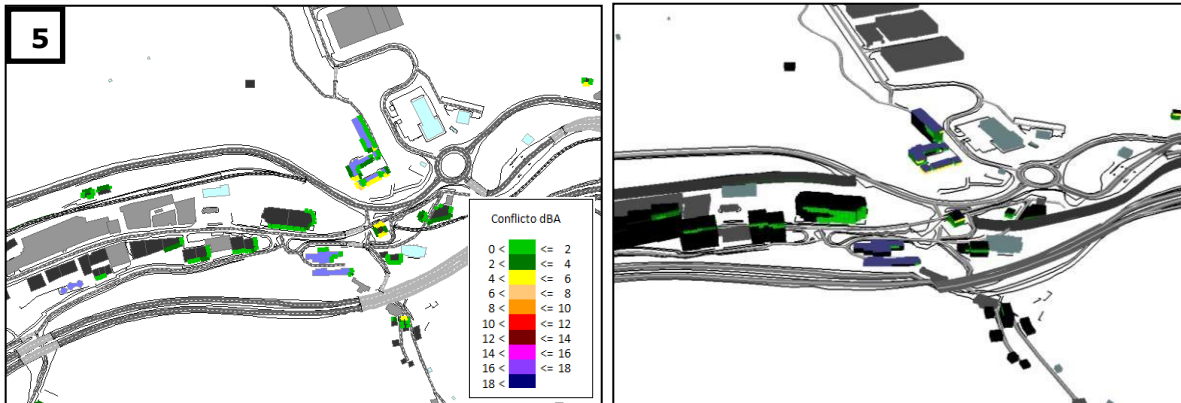 5
Conflicto dBA
0 < <= 2
2 < <= 4
4 < <= 6
6 < <= 8
8 < <= 10
10 < <= 12
12 < <= 14
14 < <= 16
16 < <= 18
18 <